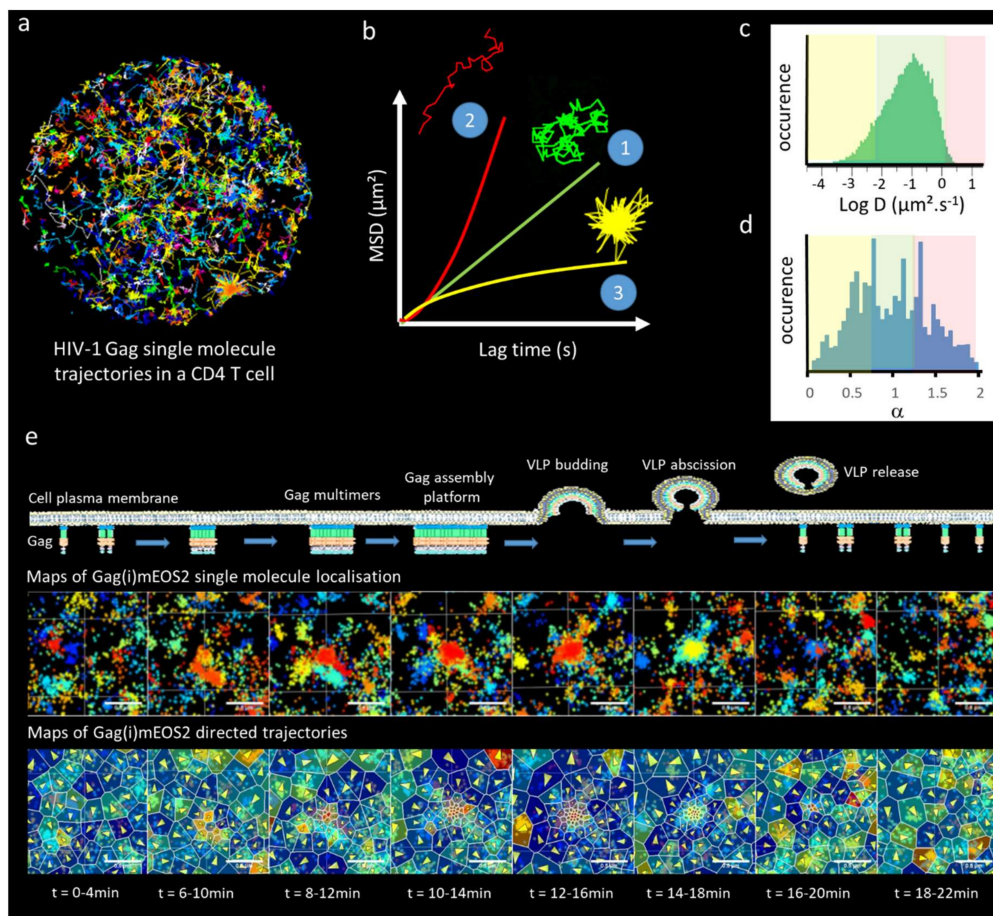 a
HIV-1 Gag single molecule
trajectories in a CD4 T cell
b
MSD (µm²)
2
1
3
Lag time (s)
c
occurence
-4 -3 -2 -1 0 1
Log D (µm².s⁻¹)
d
occurence
0 0.5 1 1.5 2
α
e
Cell plasma membrane
Gag
Gag multimers
Gag assembly
platform
VLP budding
VLP abscission
VLP release
Maps of Gag(i)mEOS2 single molecule localisation
Maps of Gag(i)mEOS2 directed trajectories
t = 0-4min t = 6-10min t = 8-12min t = 10-14min t = 12-16min t = 14-18min t = 16-20min t = 18-22min